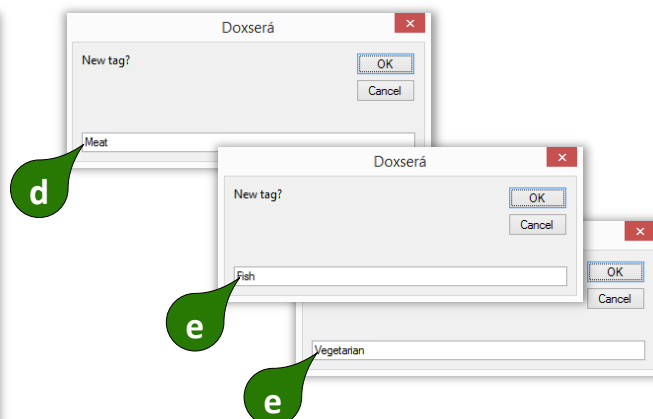 Doxserá
New tag?
OK
Cancel
Meat
d
Doxserá
New tag?
OK
Cancel
Fish
e
OK
Cancel
Vegetarian
e